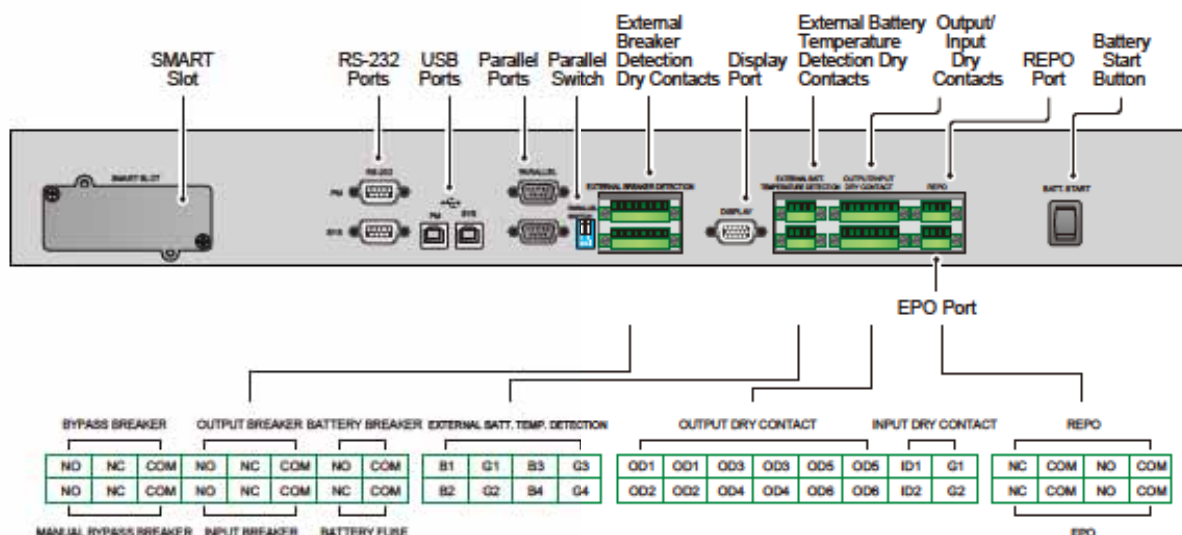 SMART Slot
RS-232 Ports
USB Ports
Parallel Ports
Parallel Switch
External Breaker Detection Dry Contacts
Display Port
External Battery Temperature Detection Dry Contacts
Output/ Input Dry Contacts
REPO Port
Battery Start Button
SMART SLOT
RS-232
PM
SYS
PM
SYS
PARALLEL
PARALLEL SWITCH
EXTERNAL BREAKER DETECTION
DISPLAY
EXTERNAL BATT. TEMPERATURE DETECTION
OUTPUT/INPUT DRY CONTACT
REPO
BATT. START
EPO Port
BYPASS BREAKER
OUTPUT BREAKER
BATTERY BREAKER
NO NC COM NO NC COM NO COM
NO NC COM NO NC COM NC COM
MANUAL BYPASS BREAKER
INPUT BREAKER
BATTERY FUSE
EXTERNAL BATT. TEMP. DETECTION
B1 G1 B3 G3
B2 G2 B4 G4
OUTPUT DRY CONTACT
INPUT DRY CONTACT
OD1 OD1 OD3 OD3 OD5 OD5 ID1 G1
OD2 OD2 OD4 OD4 OD6 OD6 ID2 G2
REPO
NC COM NO COM
NC COM NO COM
EPO